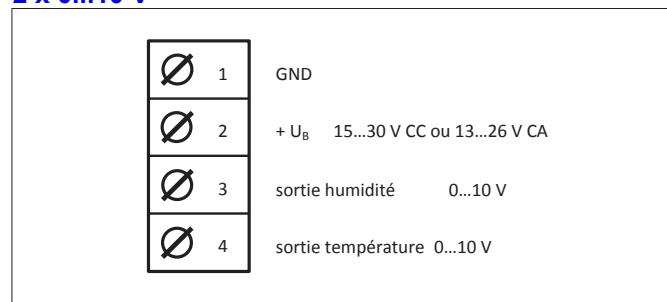 1 GND
2 + UB 15...30 V CC ou 13...26 V CA
3 sortie humidité 0...10 V
4 sortie température 0...10 V